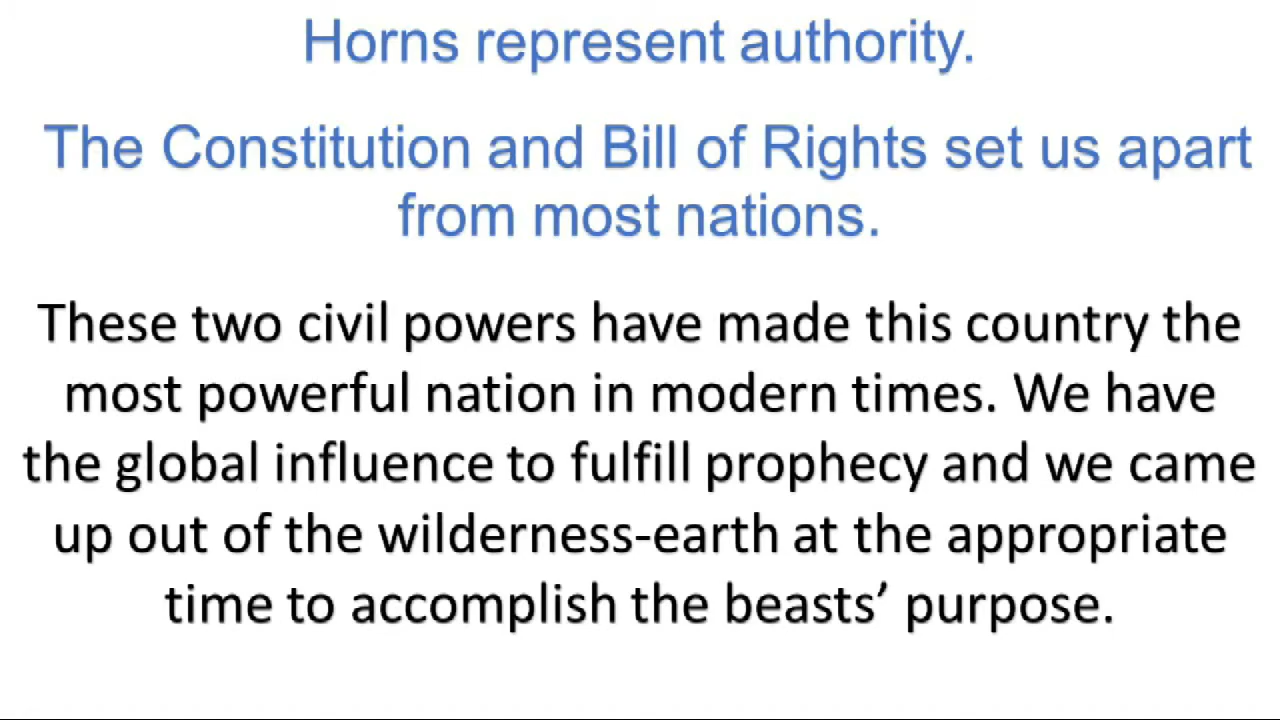 Horns represent authority.
The Constitution and Bill of Rights set us apart
from most nations.
These two civil powers have made this country the
most powerful nation in modern times. We have
the global influence to fulfill prophecy and we came
up out of the wilderness-earth at the appropriate
time to accomplish the beasts’ purpose.